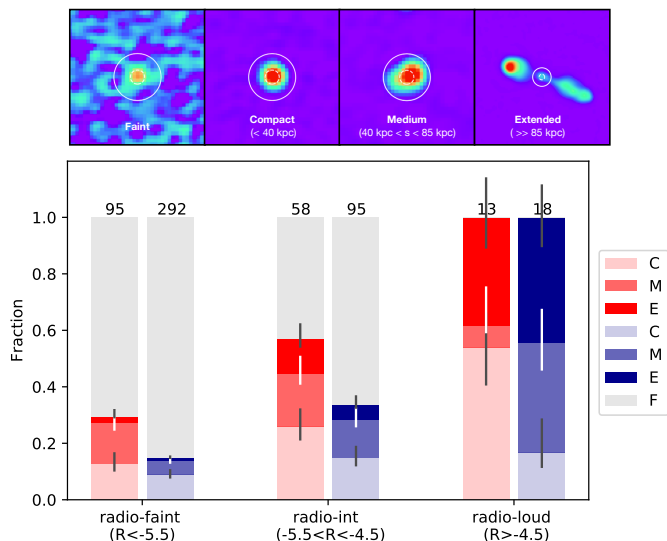 Faint
Compact
(< 40 kpc)
Medium
(40 kpc < s < 85 kpc)
Extended
( >> 85 kpc)
95
292
58
95
13
18
1.0
0.8
0.6
0.4
0.2
0.0
Fraction
C
M
E
C
M
E
F
radio-faint
(R<-5.5)
radio-int
(-5.5<R<-4.5)
radio-loud
(R>-4.5)